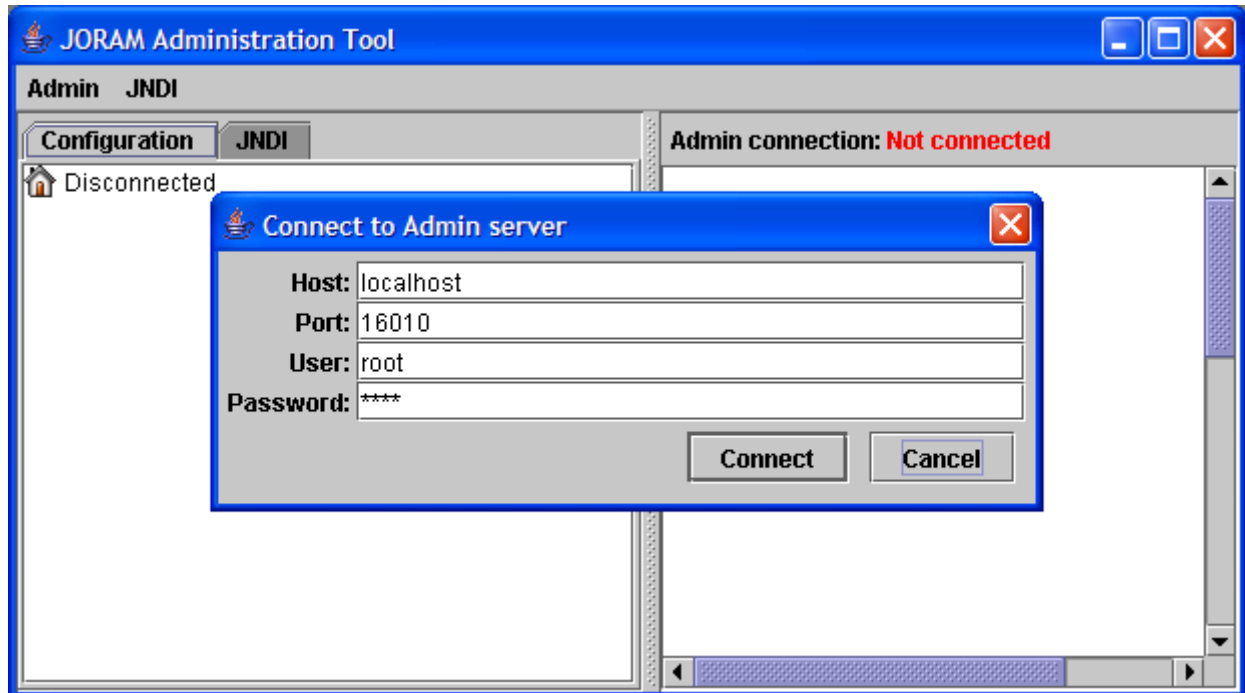 JORAM Administration Tool
Admin JNDI
Configuration JNDI
Admin connection: Not connected
Disconnected
Connect to Admin server
Host: localhost
Port: 16010
User: root
Password: ****
Connect Cancel